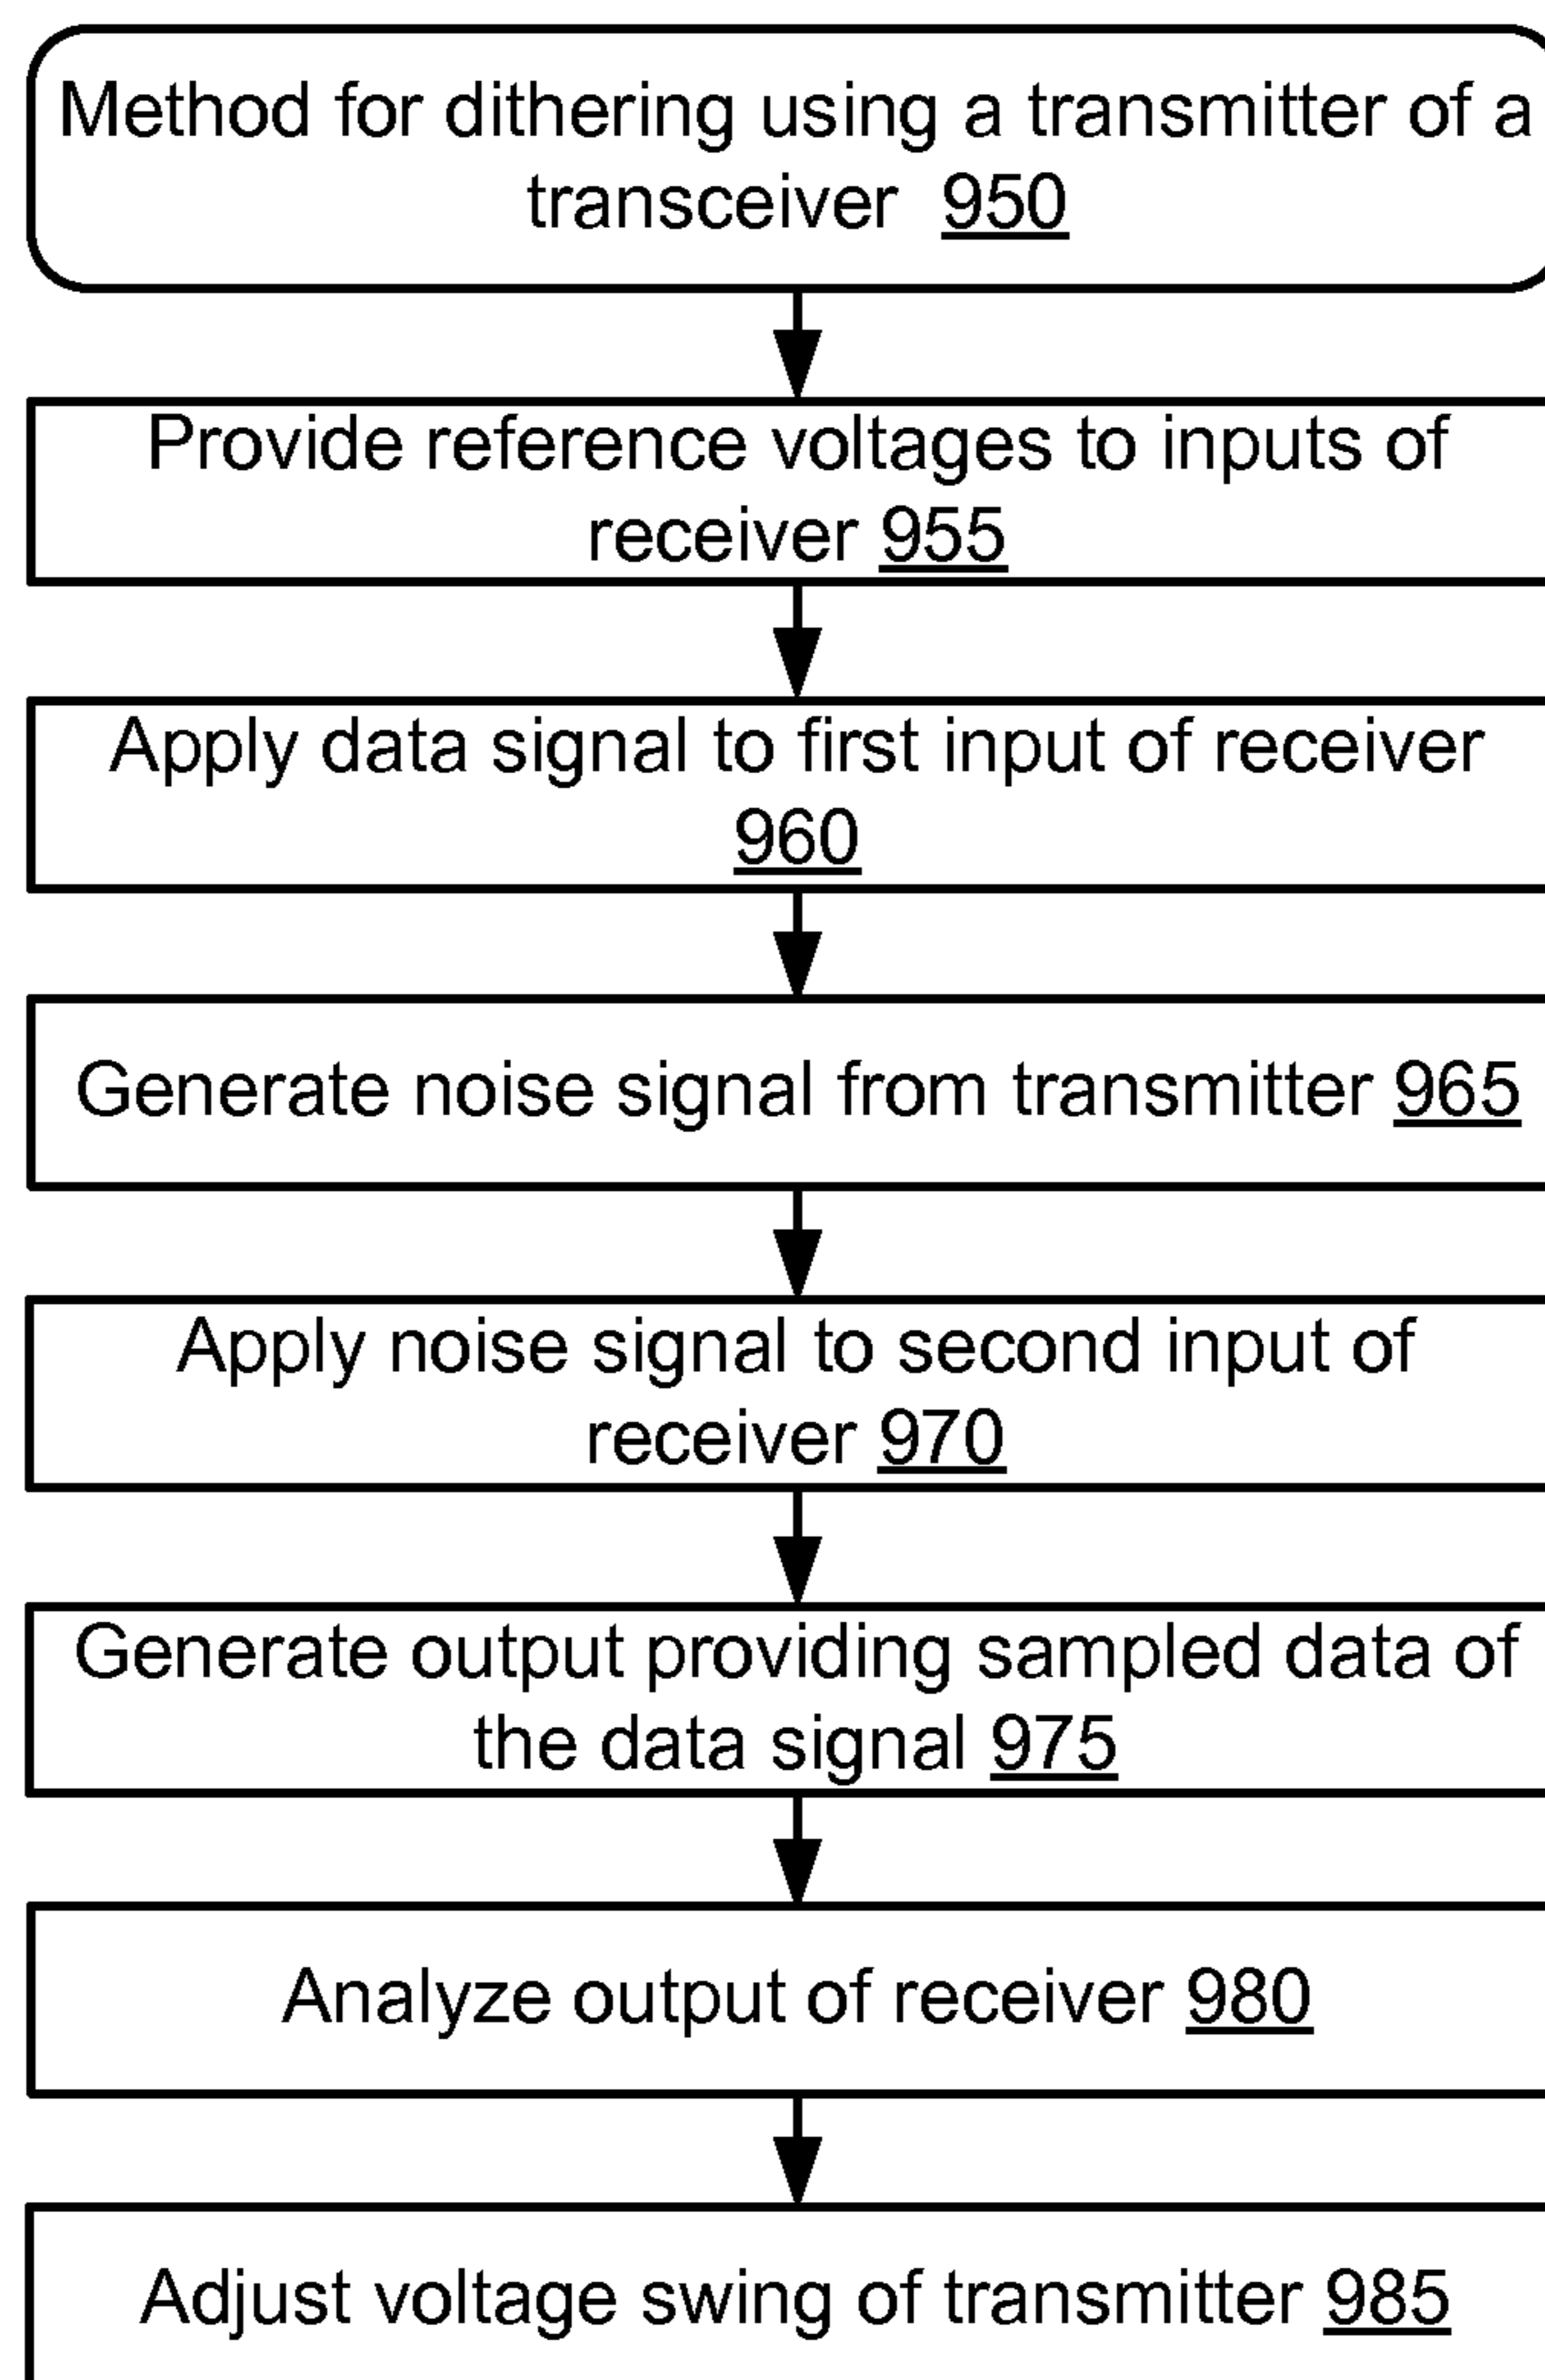 Method for dithering using a transmitter of a
transceiver 950
Provide reference voltages to inputs of
receiver 955
Apply data signal to first input of receiver
960
Generate noise signal from transmitter 965
Apply noise signal to second input of
receiver 970
Generate output providing sampled data of
the data signal 975
Analyze output of receiver 980
Adjust voltage swing of transmitter 985